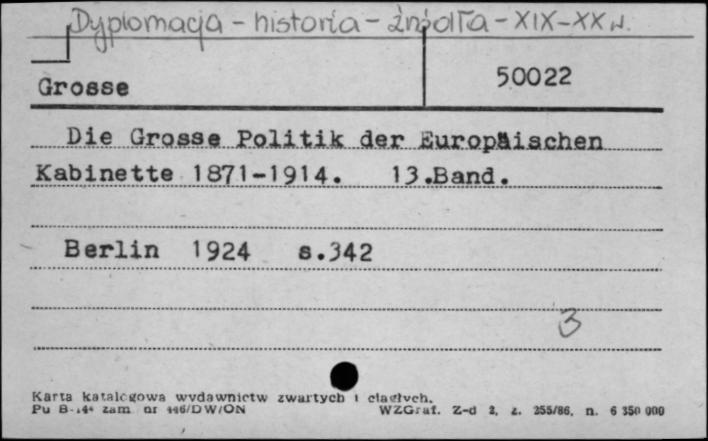 Dyplomacja - historia - źródła - XIX-XX w.
Grosse
50022
Die Grosse Politik der Europäischen
Kabinette 1871-1914. 13.Band.
Berlin 1924 s.342
3
Karta katalogowa wydawnictw zwartych i ciągłych.
Pu B-144 zam. nr 446/DW/ON WZGraf. Z-d 2, z. 255/86, n. 6 350 000